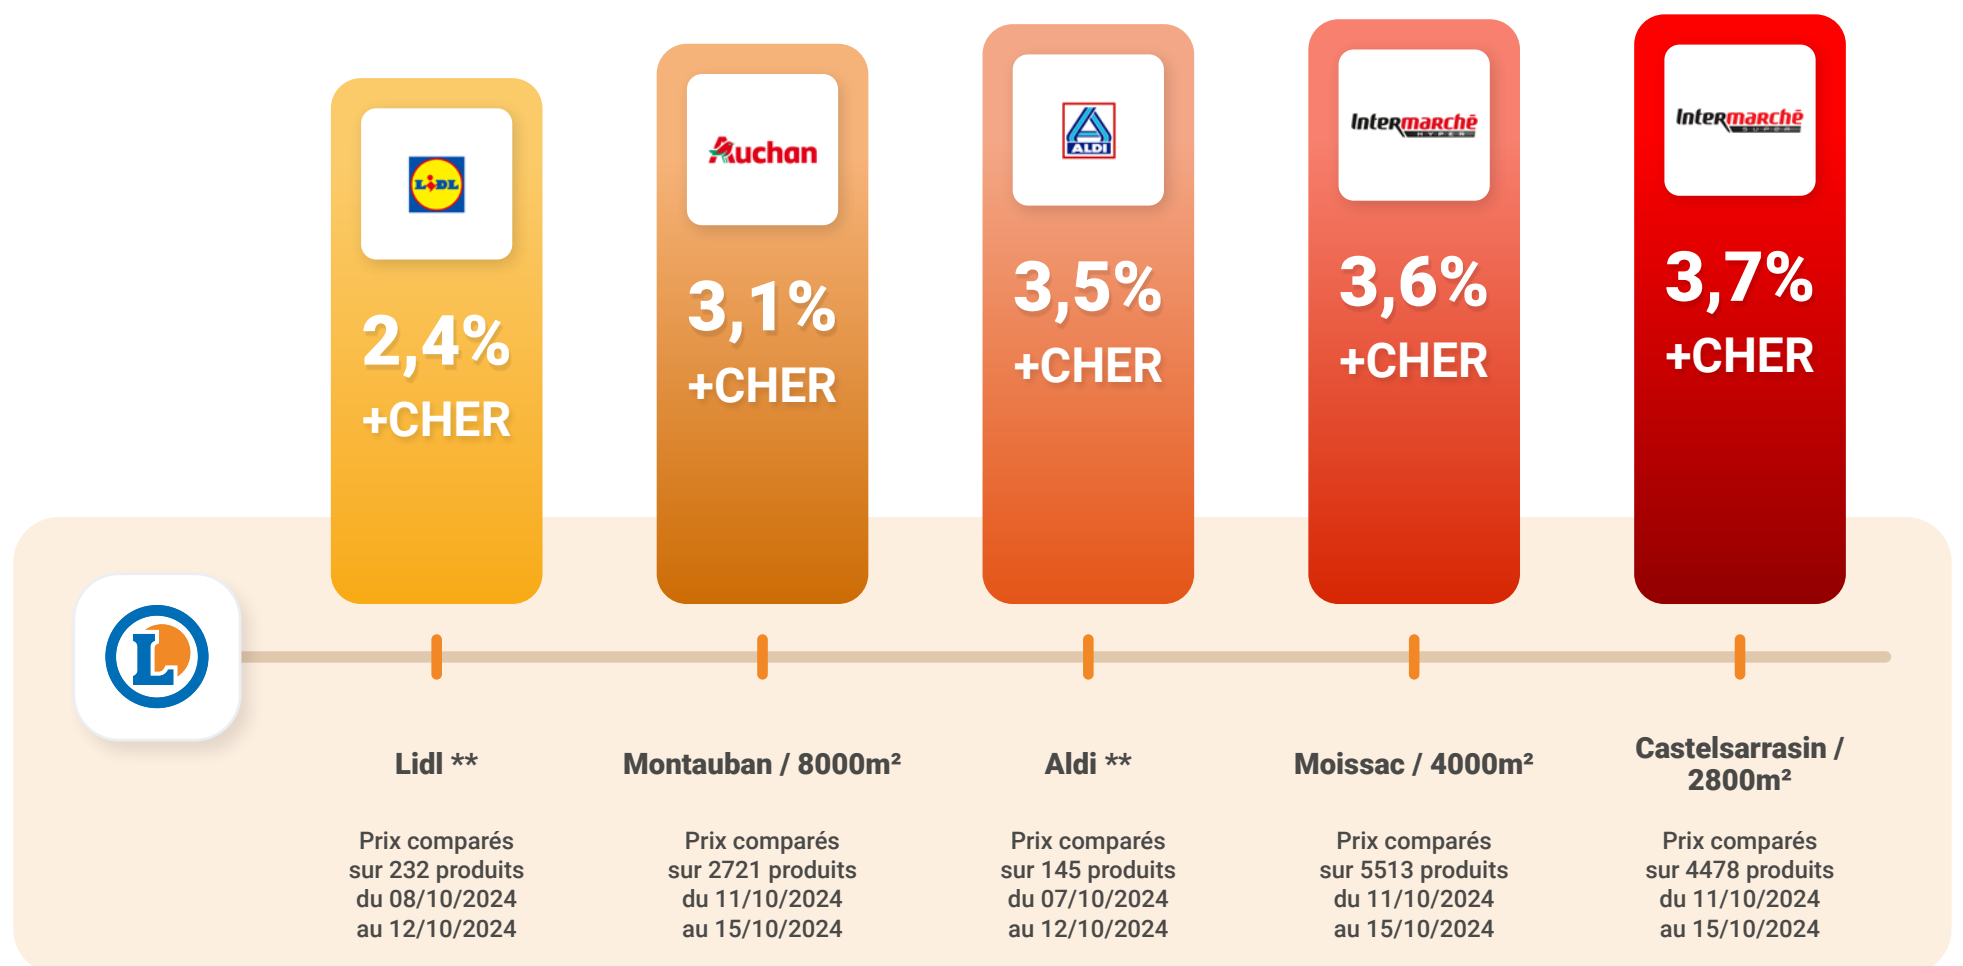 LIDL
2,4%
+CHER
Auchan
3,1%
+CHER
ALDI
3,5%
+CHER
Intermarchē
HYPER
3,6%
+CHER
Intermarchē
SUPER
3,7%
+CHER
L
Lidl **
Prix comparés
sur 232 produits
du 08/10/2024
au 12/10/2024
Montauban / 8000m²
Prix comparés
sur 2721 produits
du 11/10/2024
au 15/10/2024
Aldi **
Prix comparés
sur 145 produits
du 07/10/2024
au 12/10/2024
Moissac / 4000m²
Prix comparés
sur 5513 produits
du 11/10/2024
au 15/10/2024
Castelsarrasin /
2800m²
Prix comparés
sur 4478 produits
du 11/10/2024
au 15/10/2024